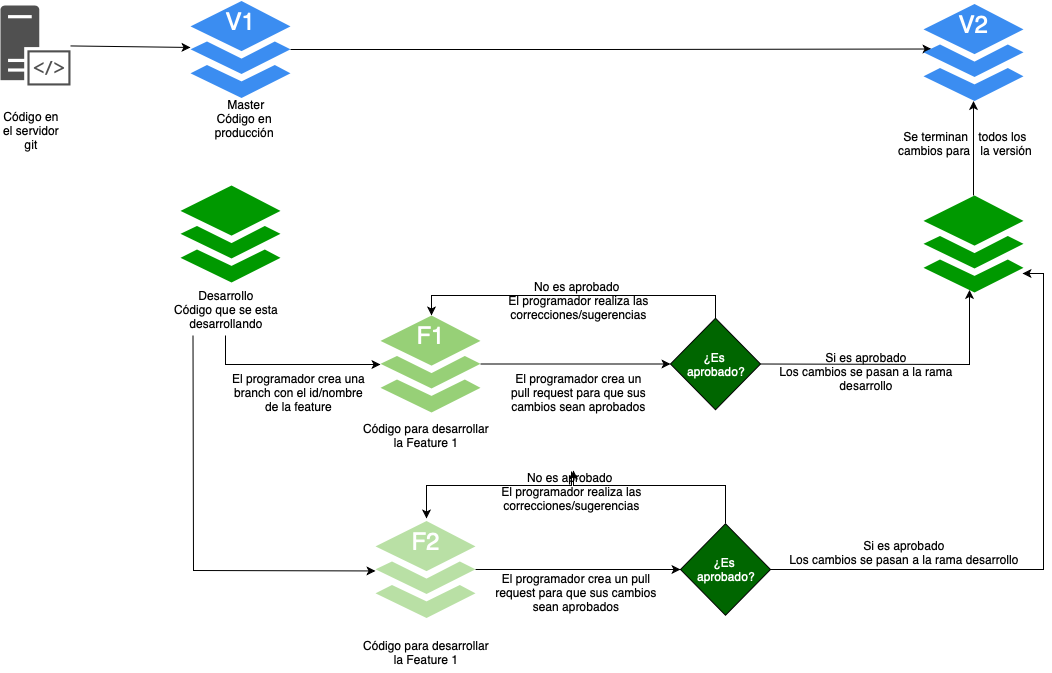 V1
V2
</>
Código en
el servidor
git
Master
Código en
producción
Se terminan todos los
cambios para la versión
Desarrollo
Código que se esta
desarrollando
No es aprobado
El programador realiza las
correcciones/sugerencias
F1
¿Es
aprobado?
Si es aprobado
Los cambios se pasan a la rama
desarrollo
El programador crea una
branch con el id/nombre
de la feature
El programador crea un
pull request para que sus
cambios sean aprobados
Código para desarrollar
la Feature 1
No es aprobado
El programador realiza las
correcciones/sugerencias
F2
¿Es
aprobado?
Si es aprobado
Los cambios se pasan a la rama desarrollo
El programador crea un pull
request para que sus cambios
sean aprobados
Código para desarrollar
la Feature 1